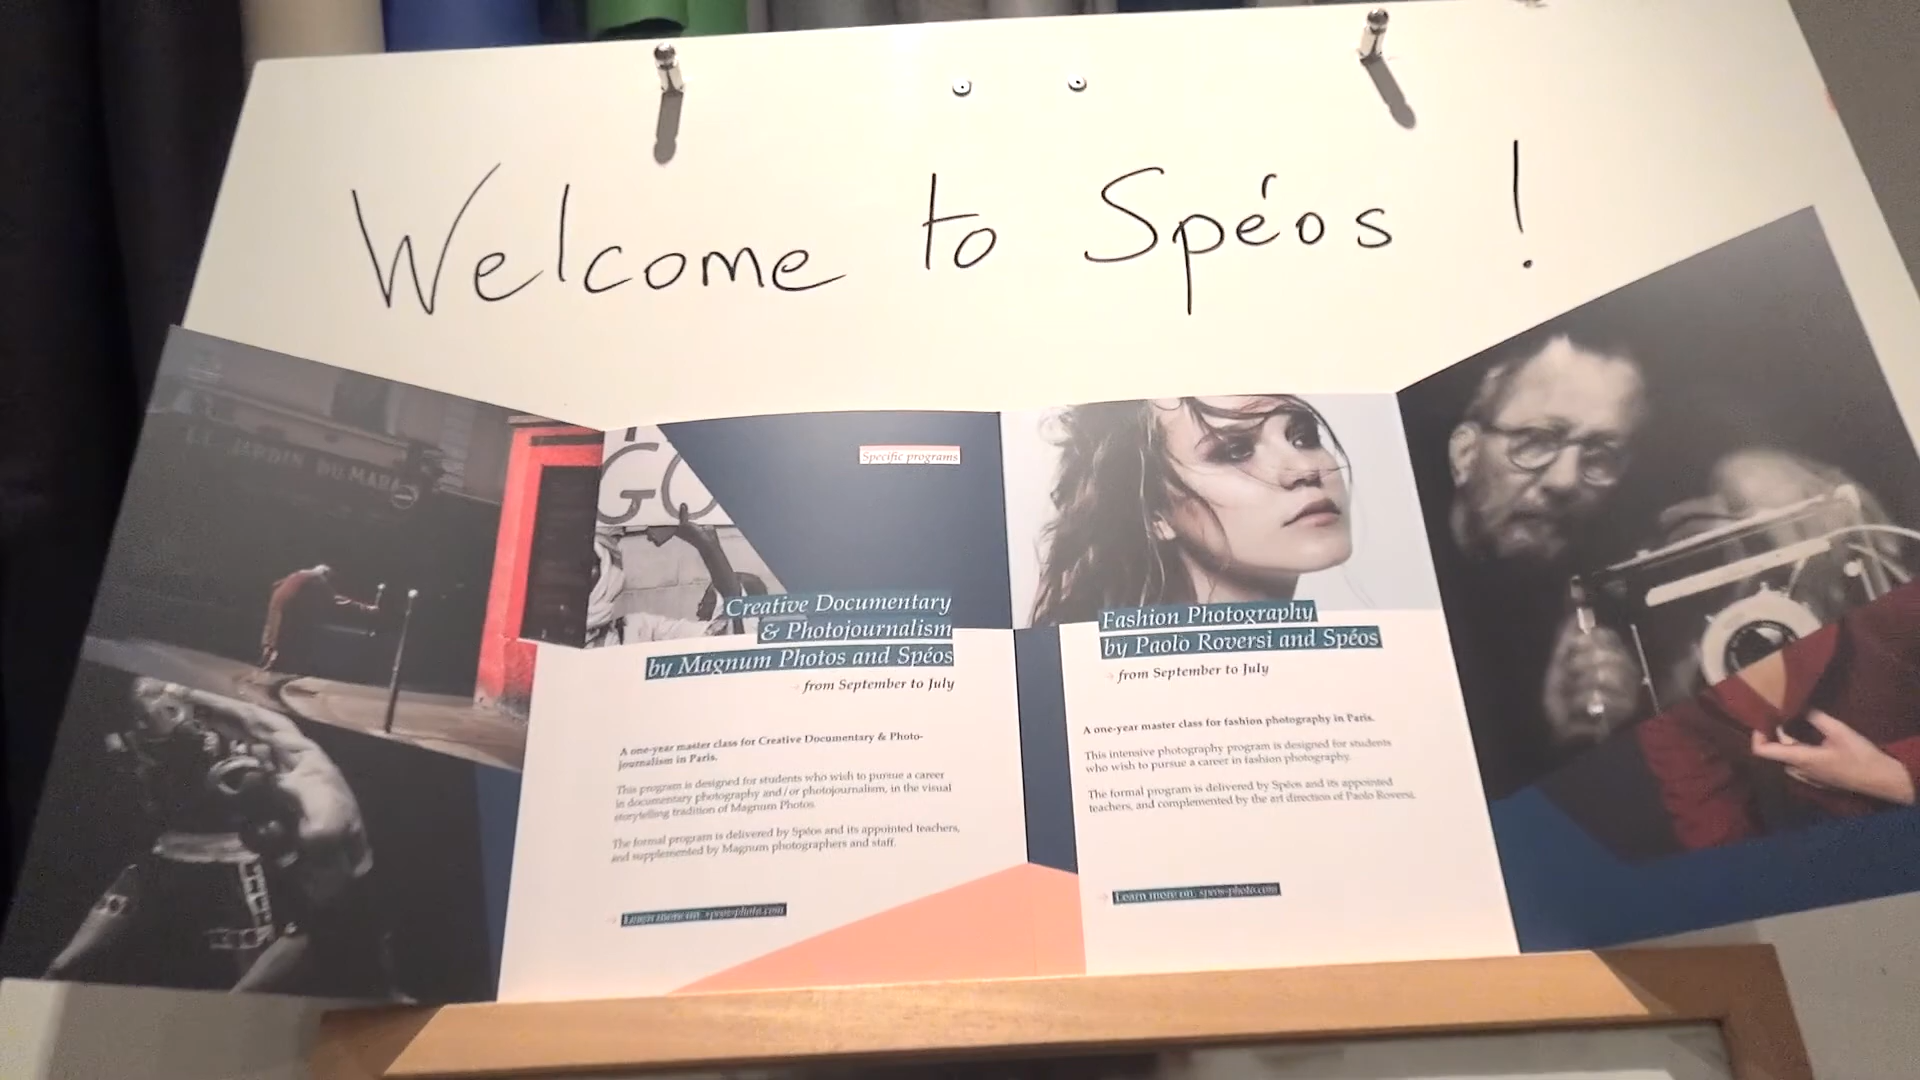 Welcome to Spéos !
LE JARDIN DU MARAIS
GO
Specific programs
Creative Documentary
& Photojournalism
by Magnum Photos and Spéos
from September to July
A one-year master class for Creative Documentary & Photo-
journalism in Paris.
This program is designed for students who wish to pursue a career
in documentary photography and/or photojournalism, in the visual
storytelling tradition of Magnum Photos.
The formal program is delivered by Spéos and its appointed teachers,
and supplemented by Magnum photographers and staff.
Learn more on: speos-photo.com
Fashion Photography
by Paolo Roversi and Spéos
from September to July
A one-year master class for fashion photography in Paris.
This intensive photography program is designed for students
who wish to pursue a career in fashion photography.
The formal program is delivered by Spéos and its appointed
teachers, and complemented by the art direction of Paolo Roversi.
Learn more on: speos-photo.com